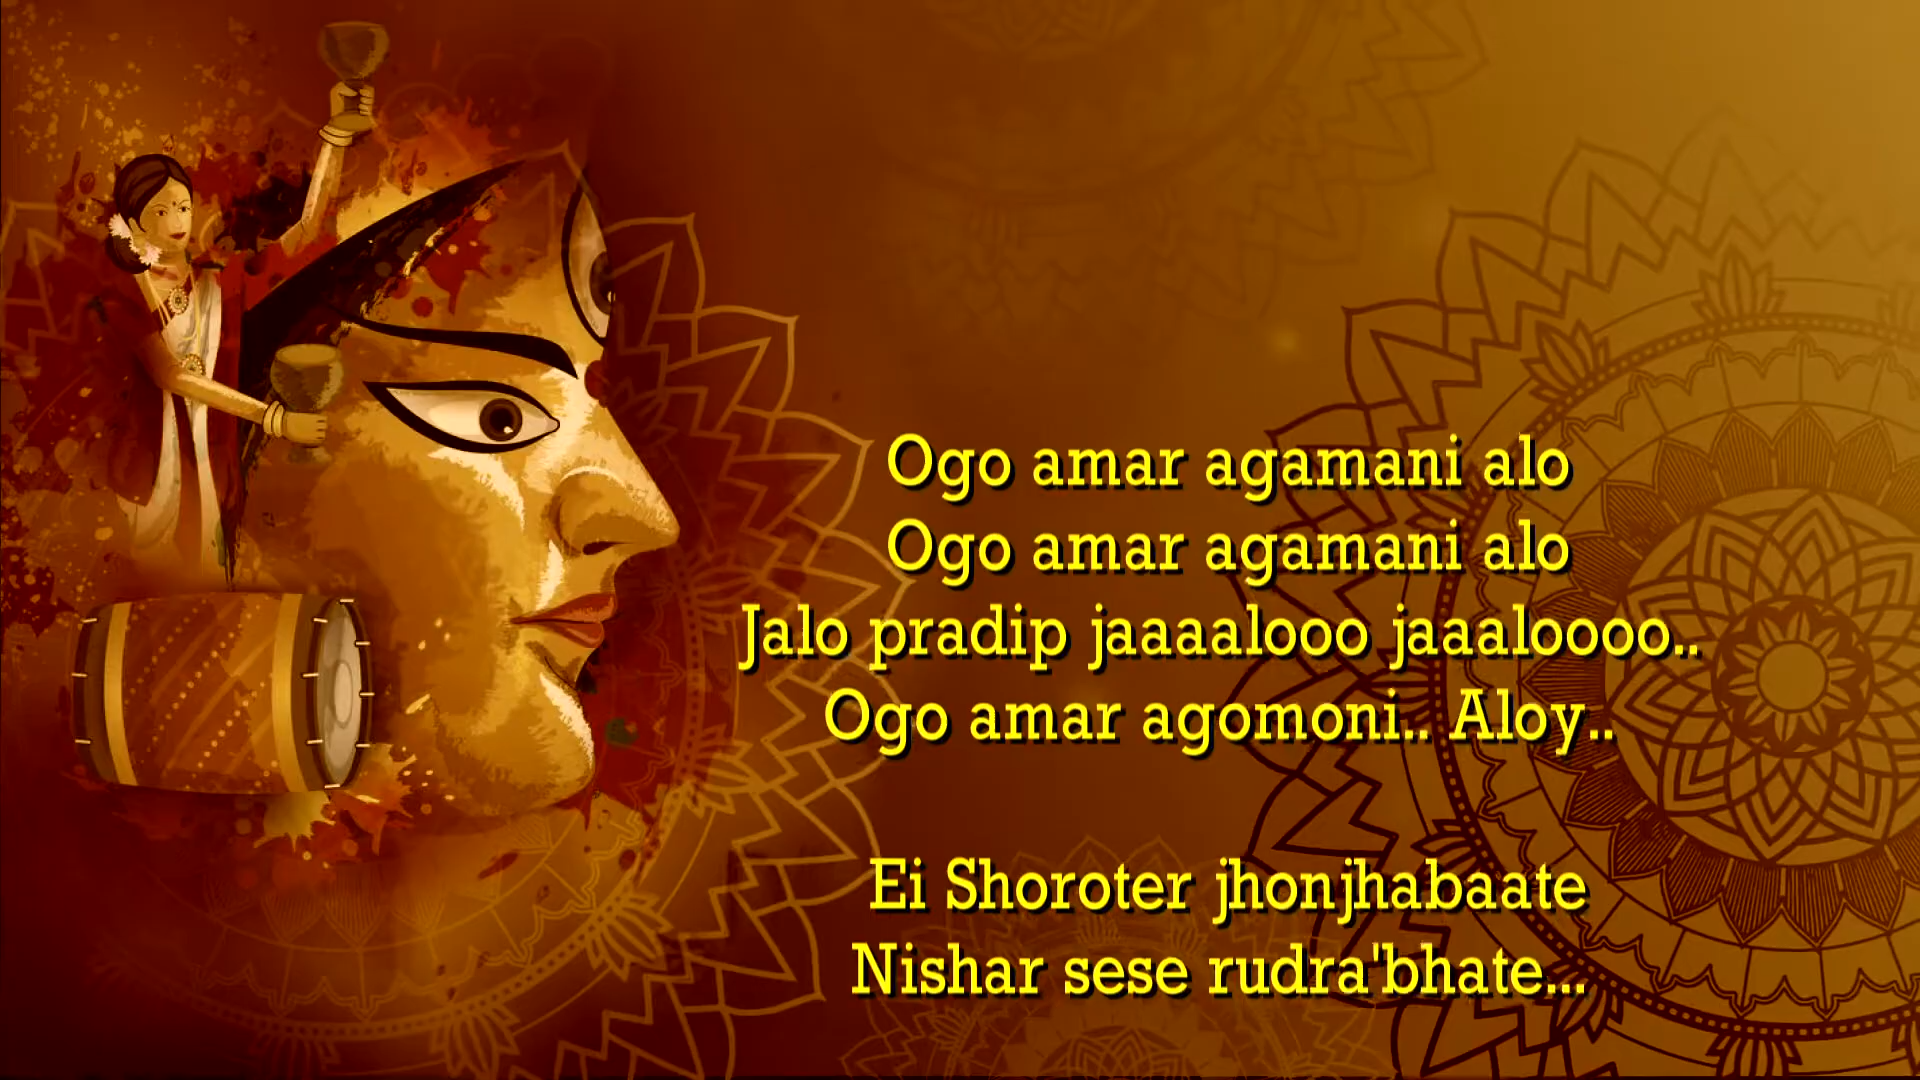 Ogo amar agamani alo
Ogo amar agamani alo
Jalo pradip jaaaalooo jaaaloooo..
Ogo amar agomoni.. Aloy..
Ei Shoroter jhonjhabaate
Nishar sese rudra'bhate...